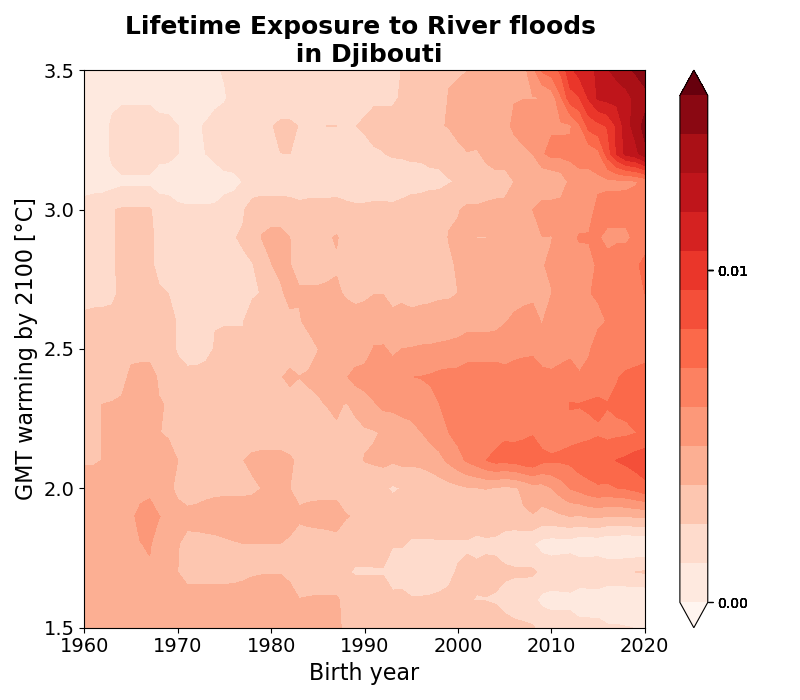 Lifetime Exposure to River floods
in Djibouti
3.5
3.0
2.5
2.0
1.5
GMT warming by 2100 [°C]
1960 1970 1980 1990 2000 2010 2020
Birth year
0.01
0.00